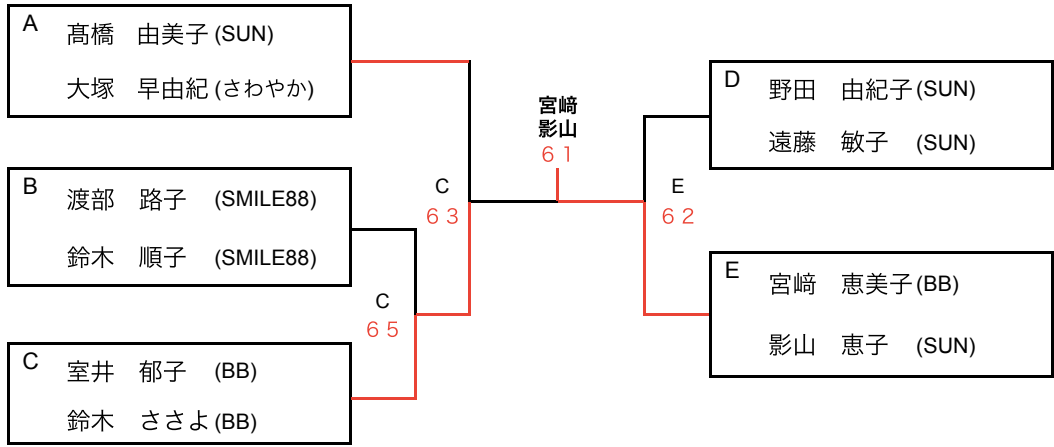 A
髙橋　由美子(SUN)
大塚　早由紀(さわやか)
B
渡部　路子　(SMILE88)
鈴木　順子　(SMILE88)
C
室井　郁子　(BB)
鈴木　ささよ(BB)
C
６５
C
６３
宮﨑
影山
６１
E
６２
D
野田　由紀子(SUN)
遠藤　敏子　(SUN)
E
宮﨑　恵美子(BB)
影山　恵子　(SUN)